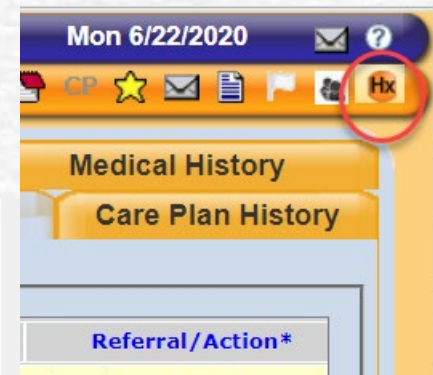 Mon 6/22/2020 ?
CP Hx
Medical History
Care Plan History
Referral/Action*